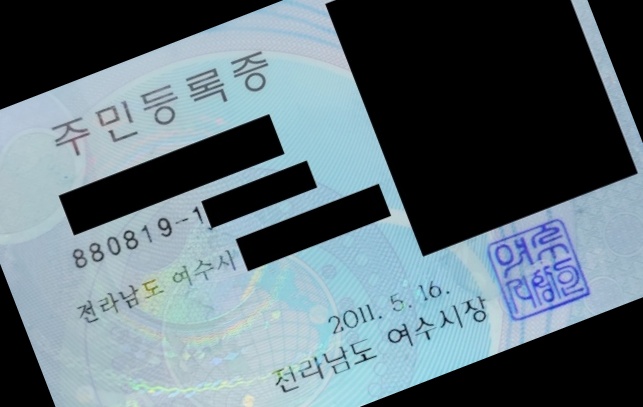 주민등록증
880819-1
전라남도 여수시
2011. 5. 16.
전라남도 여수시장